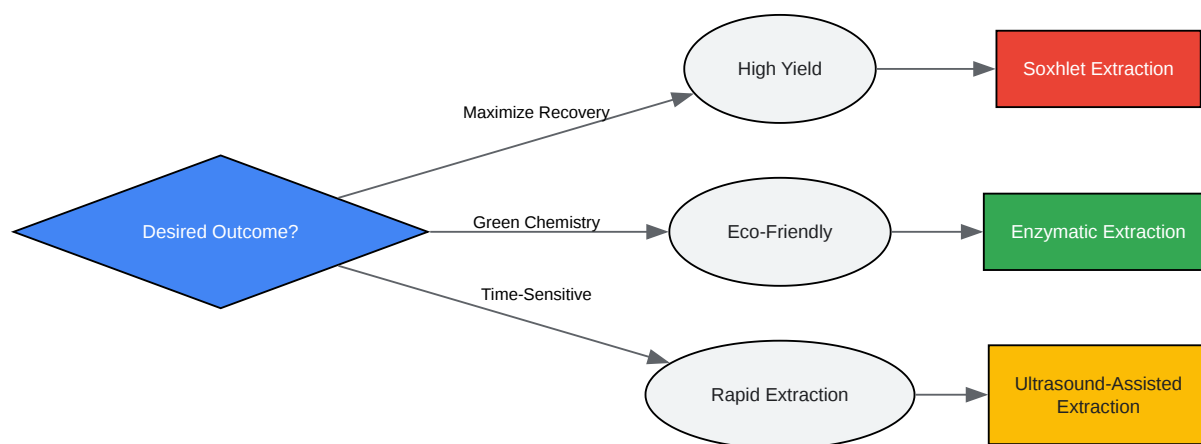 High Yield
Soxhlet Extraction
Maximize Recovery
Desired Outcome?
Green Chemistry
Eco-Friendly
Enzymatic Extraction
Time-Sensitive
Rapid Extraction
Ultrasound-Assisted
Extraction